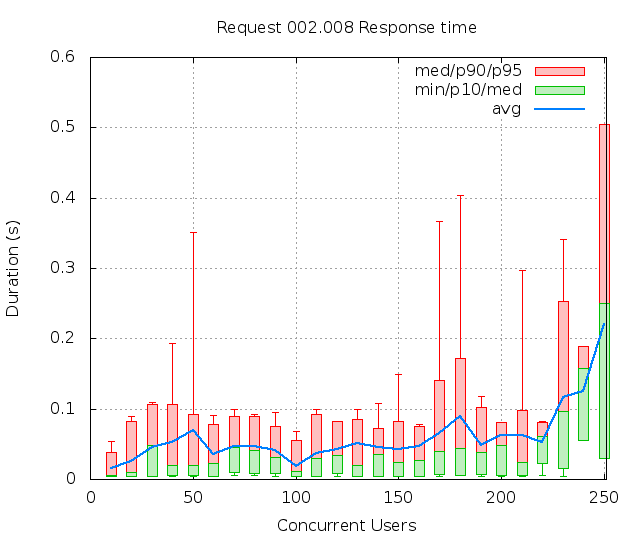 Request 002.008 Response time
0.6
0.5
0.4
0.3
0.2
0.1
0
med/p90/p95
min/p10/med
avg
Duration (s)
0 50 100 150 200 250
Concurrent Users